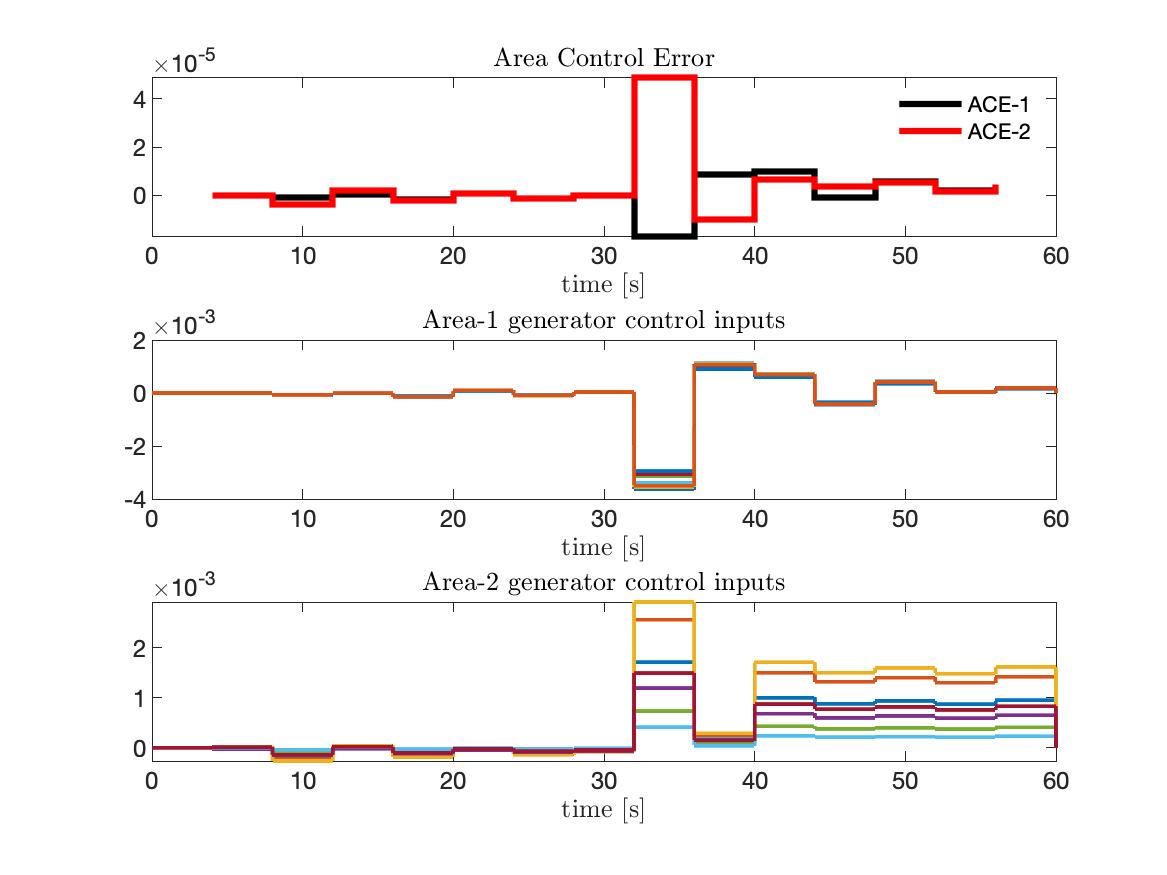 Area Control Error
×10-5
4
2
0
ACE-1
ACE-2
0 10 20 30 40 50 60
time [s]
Area-1 generator control inputs
×10-3
2
0
-2
-4
0 10 20 30 40 50 60
time [s]
Area-2 generator control inputs
×10-3
2
1
0
0 10 20 30 40 50 60
time [s]